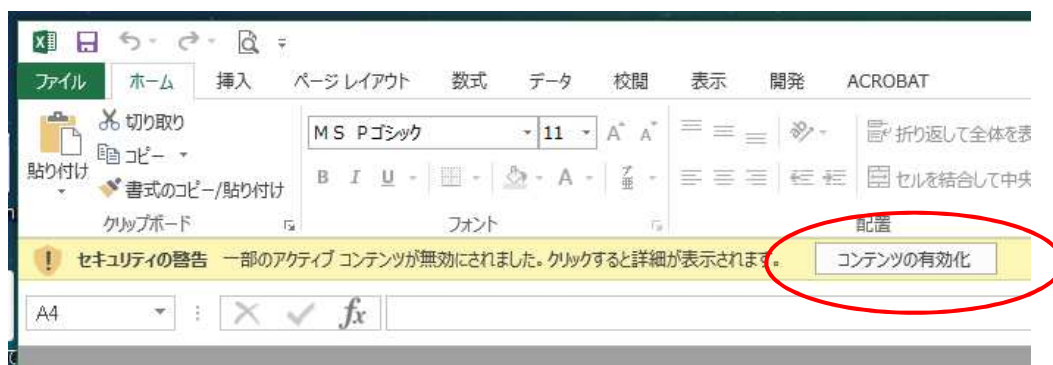 ファイル ホーム 挿入 ページ レイアウト 数式 データ 校閲 表示 開発 ACROBAT
切り取り
コピー
書式のコピー/貼り付け
貼り付け
クリップボード
MS Pゴシック 11 A A
B I U A 亜
フォント
折り返して全体を表
セルを結合して中央
配置
! セキュリティの警告 一部のアクティブ コンテンツが無効にされました。クリックすると詳細が表示されます。 コンテンツの有効化
A4 fx